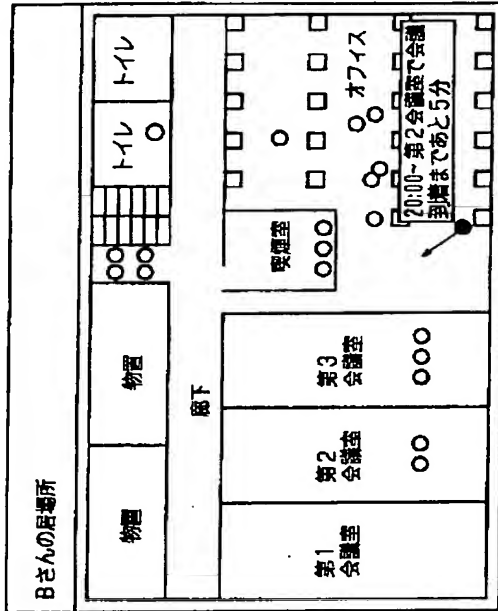 Bさんの居場所
物置
物置
トイレ
トイレ
廊下
喫煙室
オフィス
第1
会議室
第2
会議室
第3
会議室
20:00~第2会議室で会議
到着まであと5分